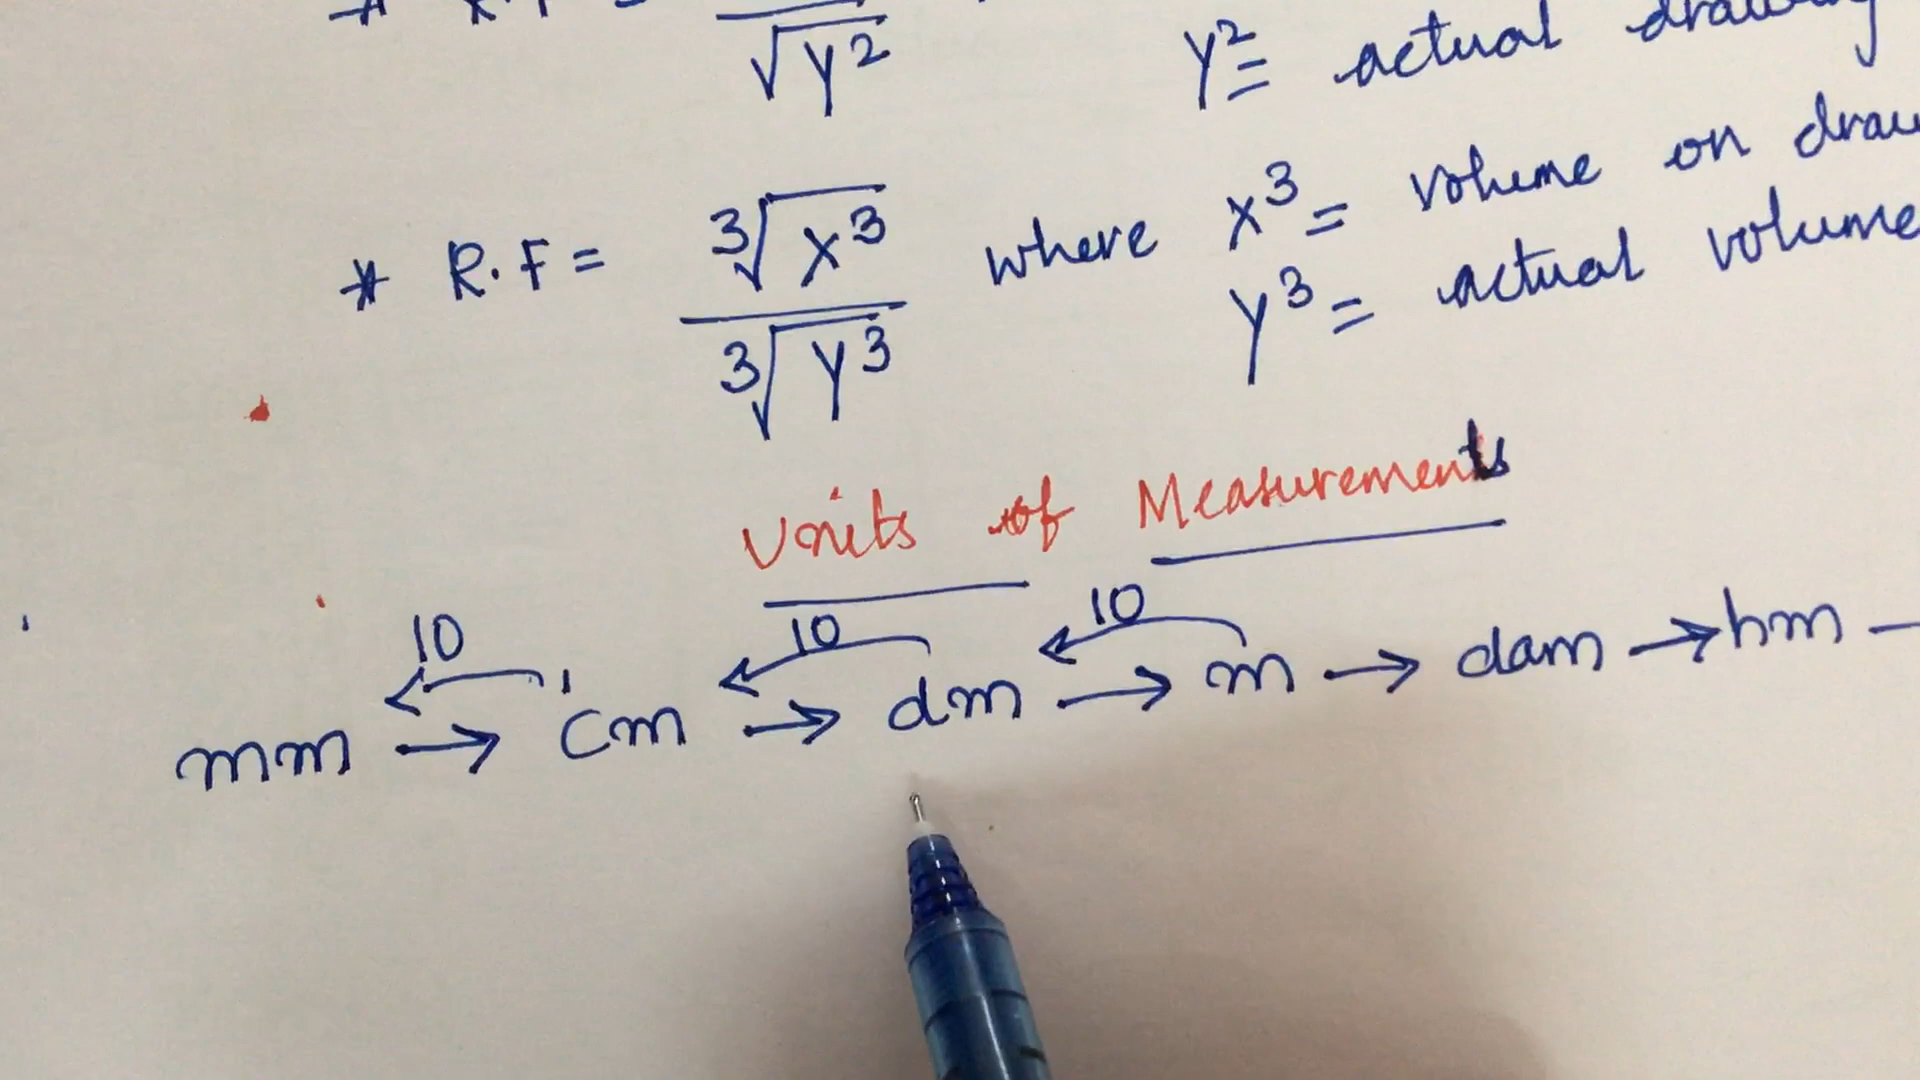 √y²
y² = actual drawing
* R.F = ∛x³ / ∛y³ where x³ = volume on
y³ = actual volume
Units of Measurements
10 10 10
mm → cm → dm → m → dam → hm –